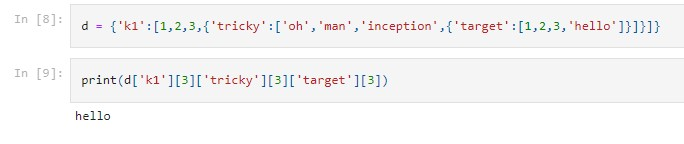 In [8]: d = {'k1':[1,2,3,{'tricky':['oh','man','inception',{'target':[1,2,3,'hello']}]}]}
In [9]: print(d['k1'][3]['tricky'][3]['target'][3])
hello